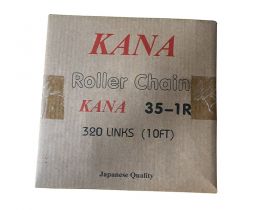 KANA
Roller Chain
KANA 35-1R
320 LINKS (10FT)
Japanese Quality